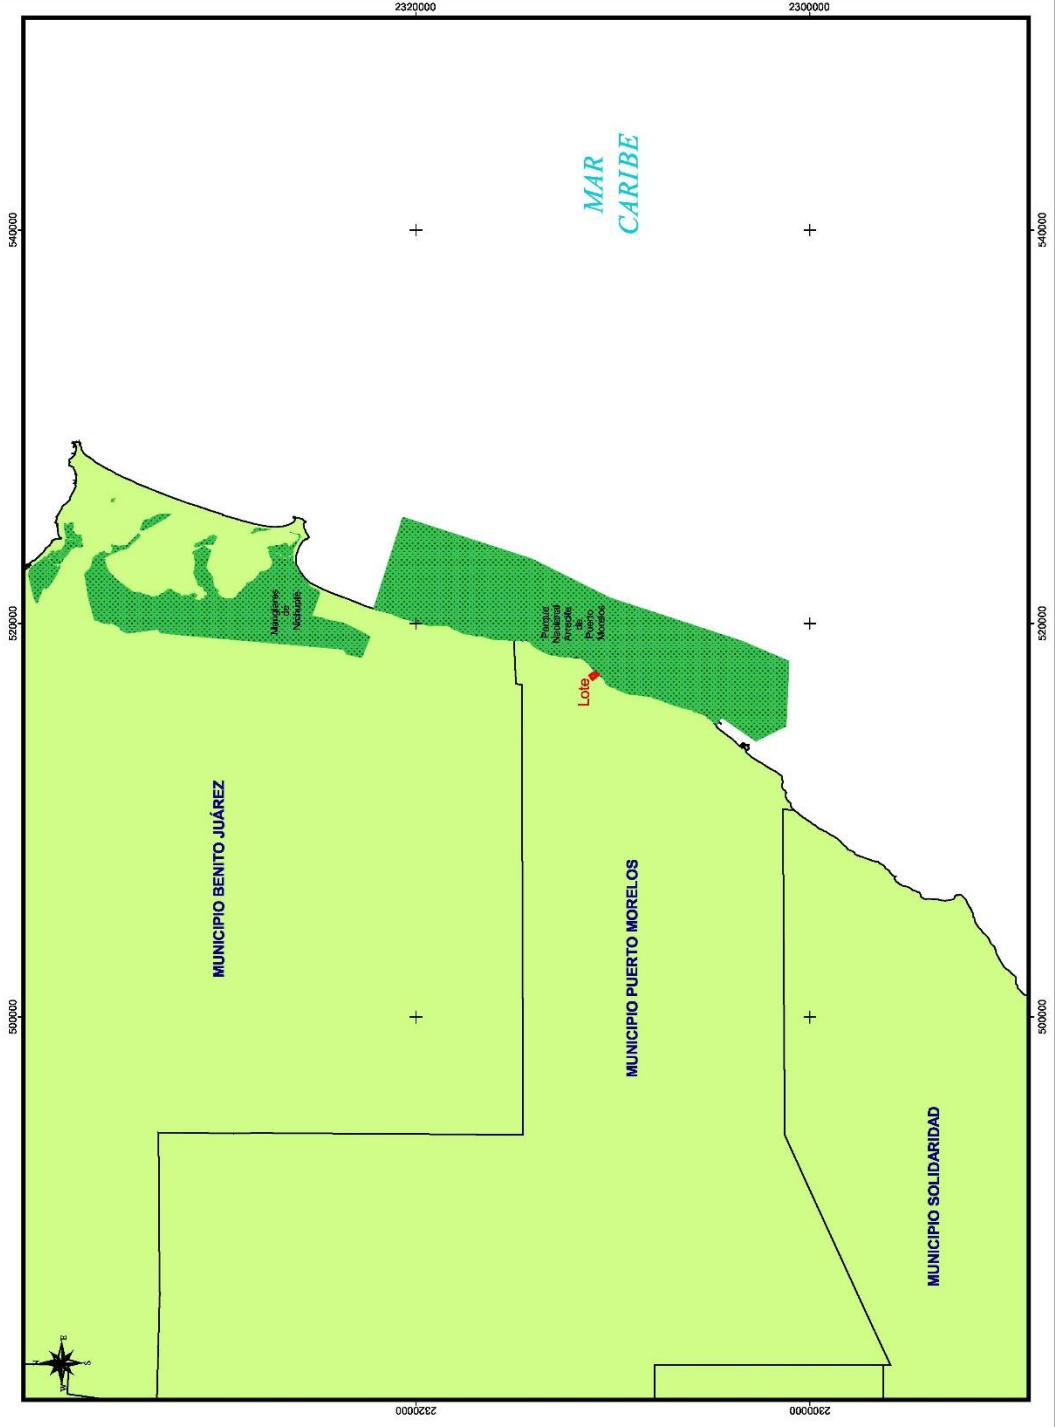 500000
520000
540000
N
W
E
S
MUNICIPIO BENITO JUÁREZ
Manglares
de
Nichupté
2320000
2320000
Parque
Nacional
Arrecife
de
Puerto
Morelos
Lote
MAR
CARIBE
MUNICIPIO PUERTO MORELOS
2300000
2300000
MUNICIPIO SOLIDARIDAD
500000
520000
540000